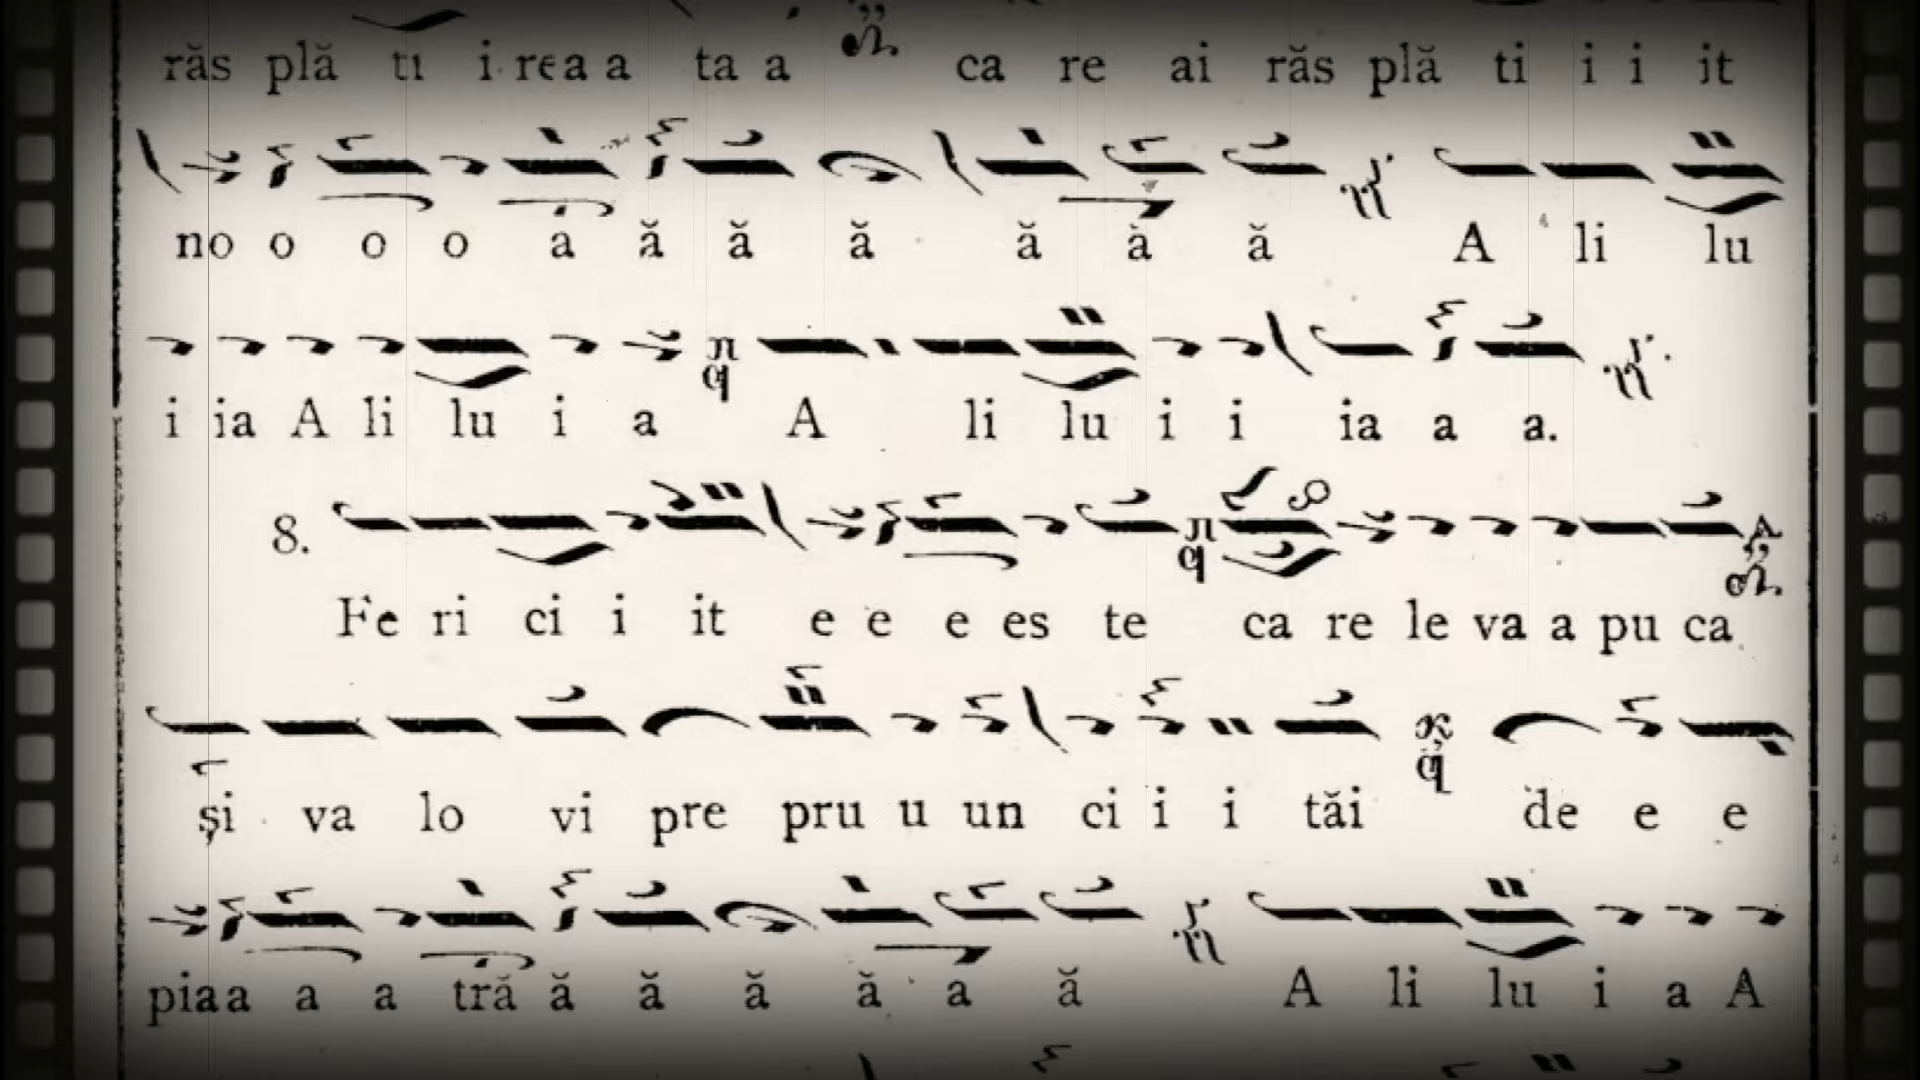 răs plă ti i rea a ta a ca re ai răs plă ti i i it
no o o o a ă ă ă ă ă ă A li lu
i ia A li lu i a A li lu i i ia a a.
8. Fe ri ci i it e e e es te ca re le va a pu ca
și va lo vi pre pru u un ci i i tăi de e e
pia a a a tră ă ă ă ă a ă A li lu i a A